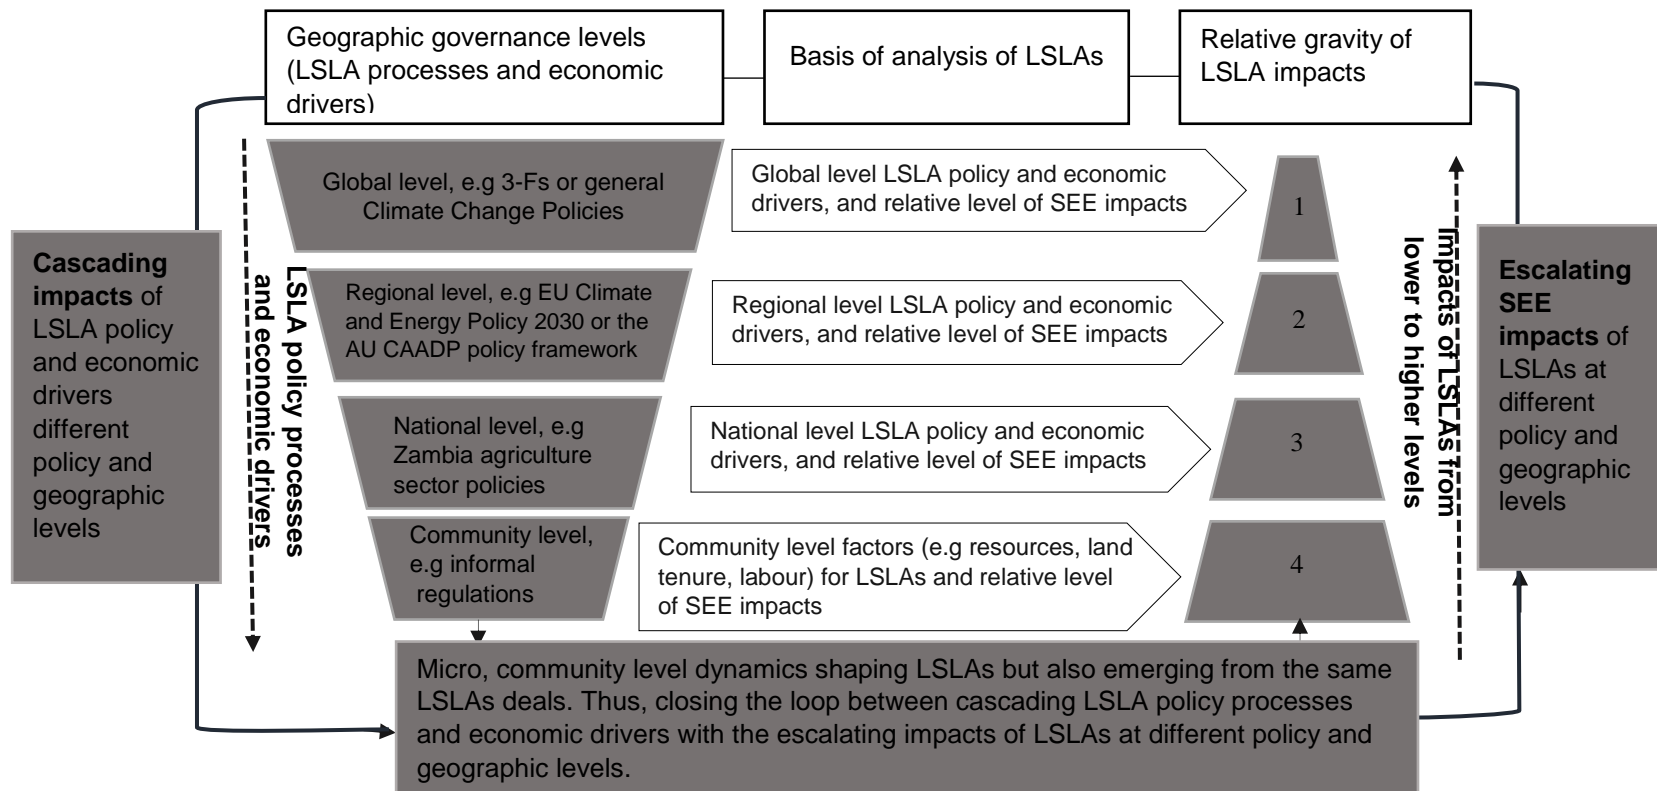 Geographic governance levels
(LSLA processes and economic
drivers)
Basis of analysis of LSLAs
Relative gravity of
LSLA impacts
Cascading
impacts of
LSLA policy
and economic
drivers
different
policy and
geographic
levels
LSLA policy processes
and economic drivers
Global level, e.g 3-Fs or general
Climate Change Policies
Global level LSLA policy and economic
drivers, and relative level of SEE impacts
1
Regional level, e.g EU Climate
and Energy Policy 2030 or the
AU CAADP policy framework
Regional level LSLA policy and economic
drivers, and relative level of SEE impacts
2
National level, e.g
Zambia agriculture
sector policies
National level LSLA policy and economic
drivers, and relative level of SEE impacts
3
Community level,
e.g informal
regulations
Community level factors (e.g resources, land
tenure, labour) for LSLAs and relative level
of SEE impacts
4
Impacts of LSLAs from
lower to higher levels
Escalating
SEE
impacts of
LSLAs at
different
policy and
geographic
levels
Micro, community level dynamics shaping LSLAs but also emerging from the same
LSLAs deals. Thus, closing the loop between cascading LSLA policy processes
and economic drivers with the escalating impacts of LSLAs at different policy and
geographic levels.